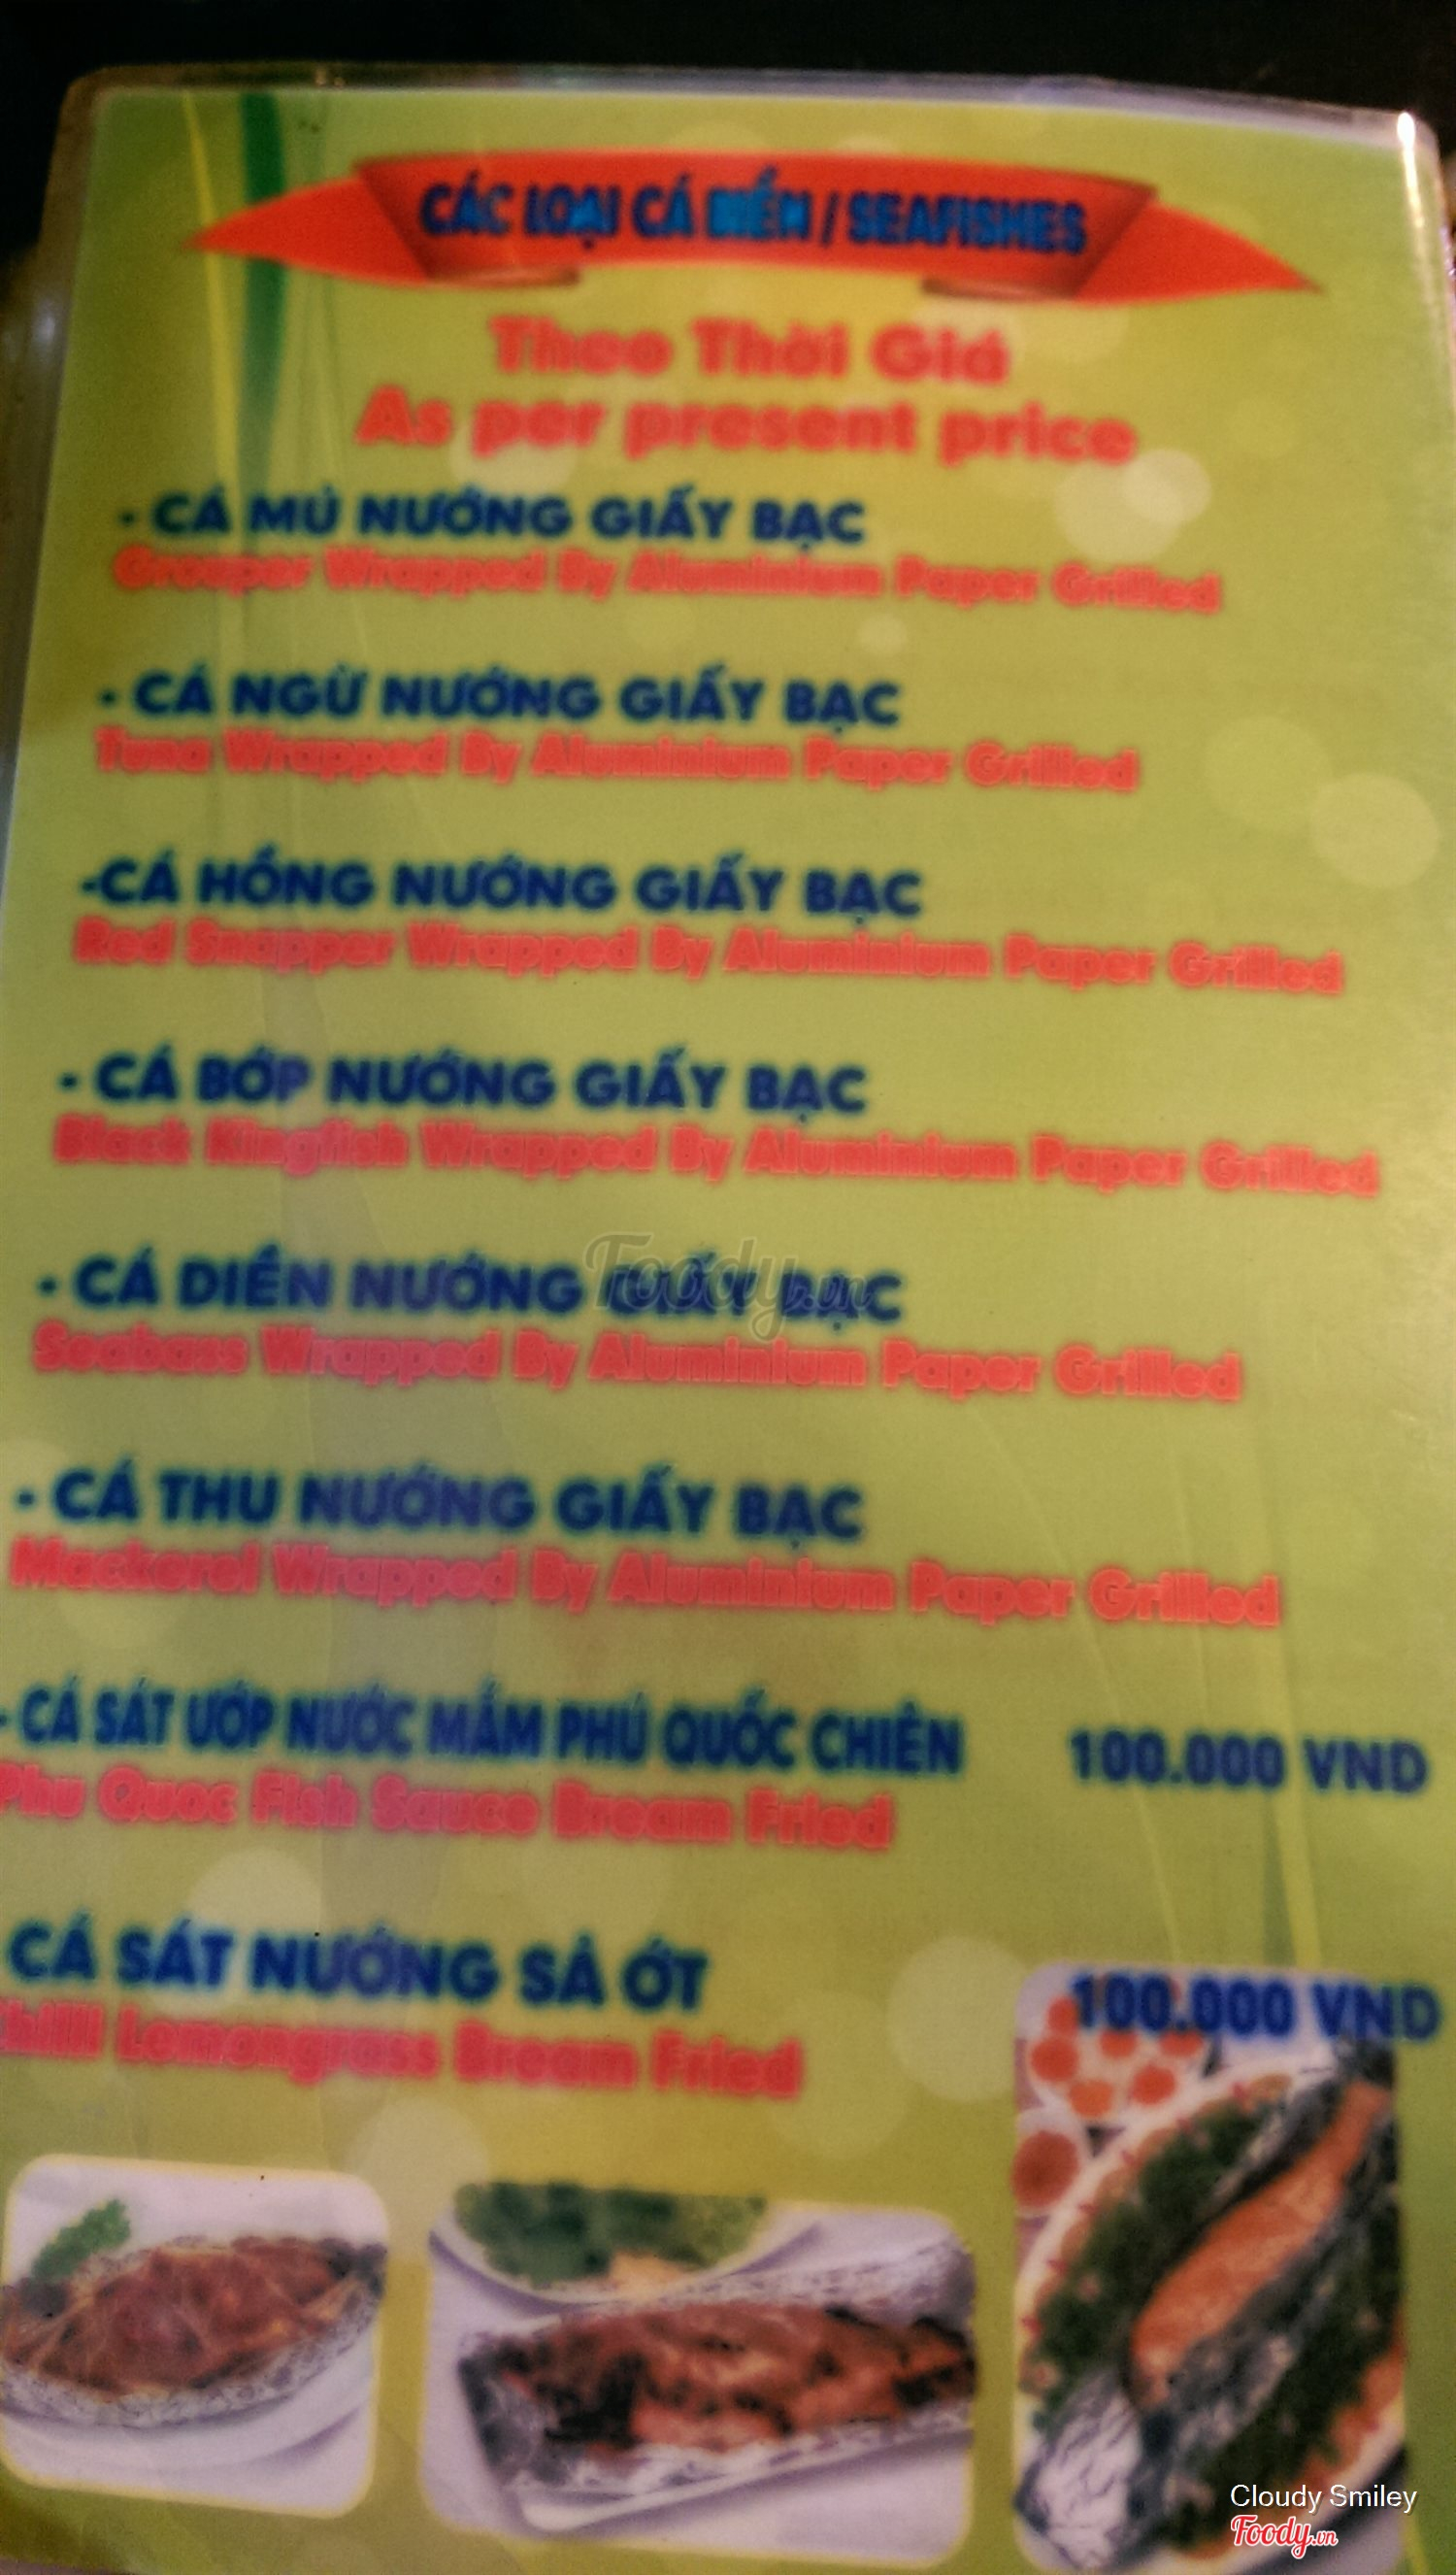 CÁC LOẠI CÁ BIỂN / SEAFISHES
Theo Thời Giá
As per present price
- CÁ MÚ NƯỚNG GIẤY BẠC
Grouper Wrapped By Aluminium Paper Grilled
- CÁ NGỪ NƯỚNG GIẤY BẠC
Tuna Wrapped By Aluminium Paper Grilled
-CÁ HỒNG NƯỚNG GIẤY BẠC
Red Snapper Wrapped By Aluminium Paper Grilled
- CÁ BỚP NƯỚNG GIẤY BẠC
Black Kingfish Wrapped By Aluminium Paper Grilled
- CÁ DIỀN NƯỚNG GIẤY BẠC
Foody.vn
Seabass Wrapped By Aluminium Paper Grilled
- CÁ THU NƯỚNG GIẤY BẠC
Mackerel Wrapped By Aluminium Paper Grilled
- CÁ SÁT ƯỚP NƯỚC MẮM PHÚ QUỐC CHIÊN 100.000 VND
Phu Quoc Fish Sauce Bream Fried
CÁ SÁT NƯỚNG SẢ ỚT 100.000 VND
hilli Lemongrass Bream Fried
Cloudy Smiley
Foody.vn